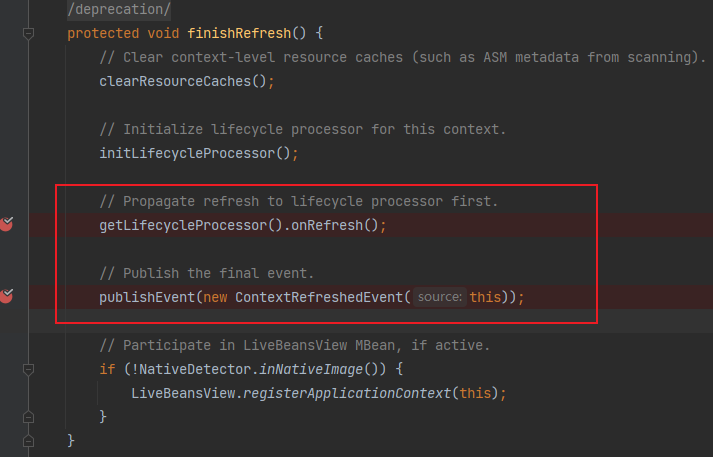 /deprecation/
protected void finishRefresh() {
// Clear context-level resource caches (such as ASM metadata from scanning).
clearResourceCaches();
// Initialize lifecycle processor for this context.
initLifecycleProcessor();
// Propagate refresh to lifecycle processor first.
getLifecycleProcessor().onRefresh();
// Publish the final event.
publishEvent(new ContextRefreshedEvent( source: this));
// Participate in LiveBeansView MBean, if active.
if (!NativeDetector.inNativeImage()) {
LiveBeansView.registerApplicationContext(this);
}
}